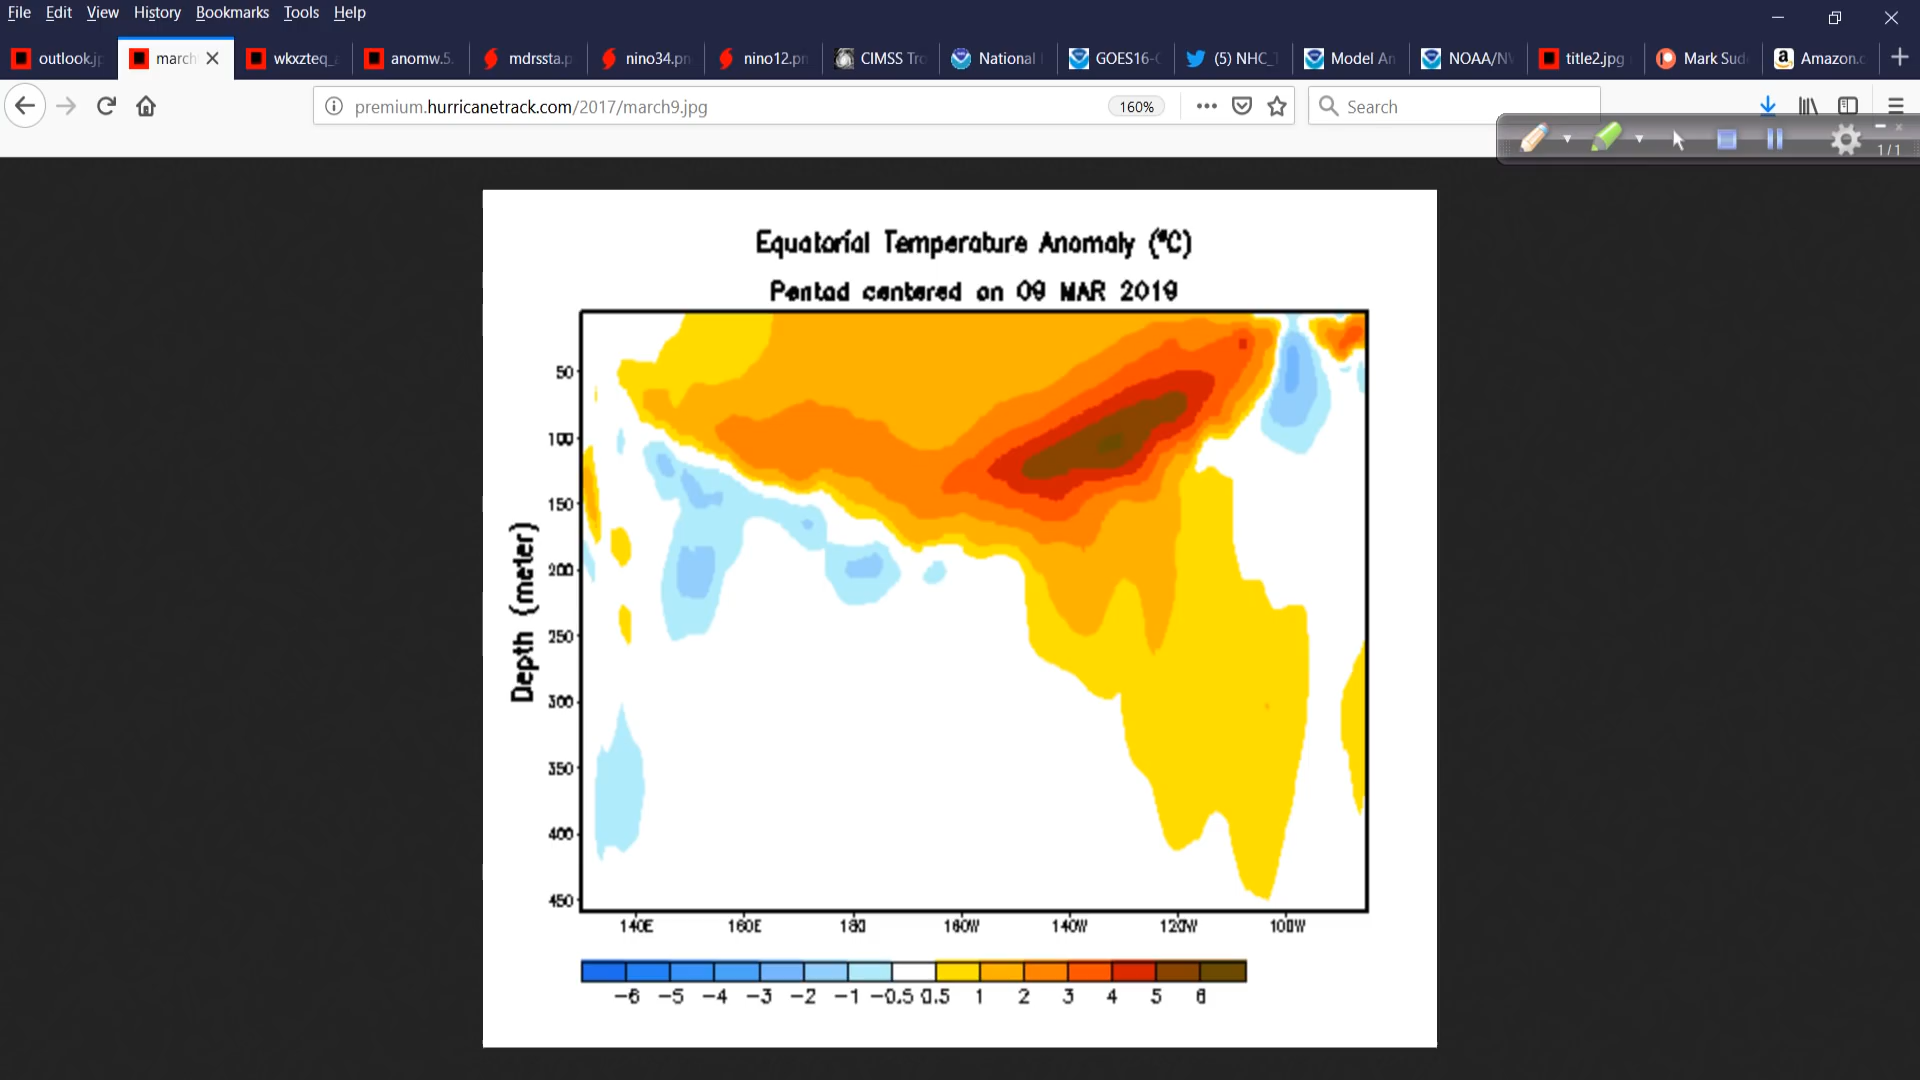 File Edit View History Bookmarks Tools Help
outlook.jp march wkxzteq_a anomw.5. mdrssta.p nino34.pn nino12.pn CIMSS Tro National GOES16-C (5) NHC_T Model An NOAA/NW title2.jpg Mark Sud Amazon.c
premium.hurricanetrack.com/2017/march9.jpg 160% Search
1/1
Equatorial Temperature Anomaly (°C)
Pentad centered on 09 MAR 2019
Depth (meter)
50
100
150
200
250
300
350
400
450
140E 160E 180 160W 140W 120W 100W
−6 −5 −4 −3 −2 −1 −0.5 0.5 1 2 3 4 5 6